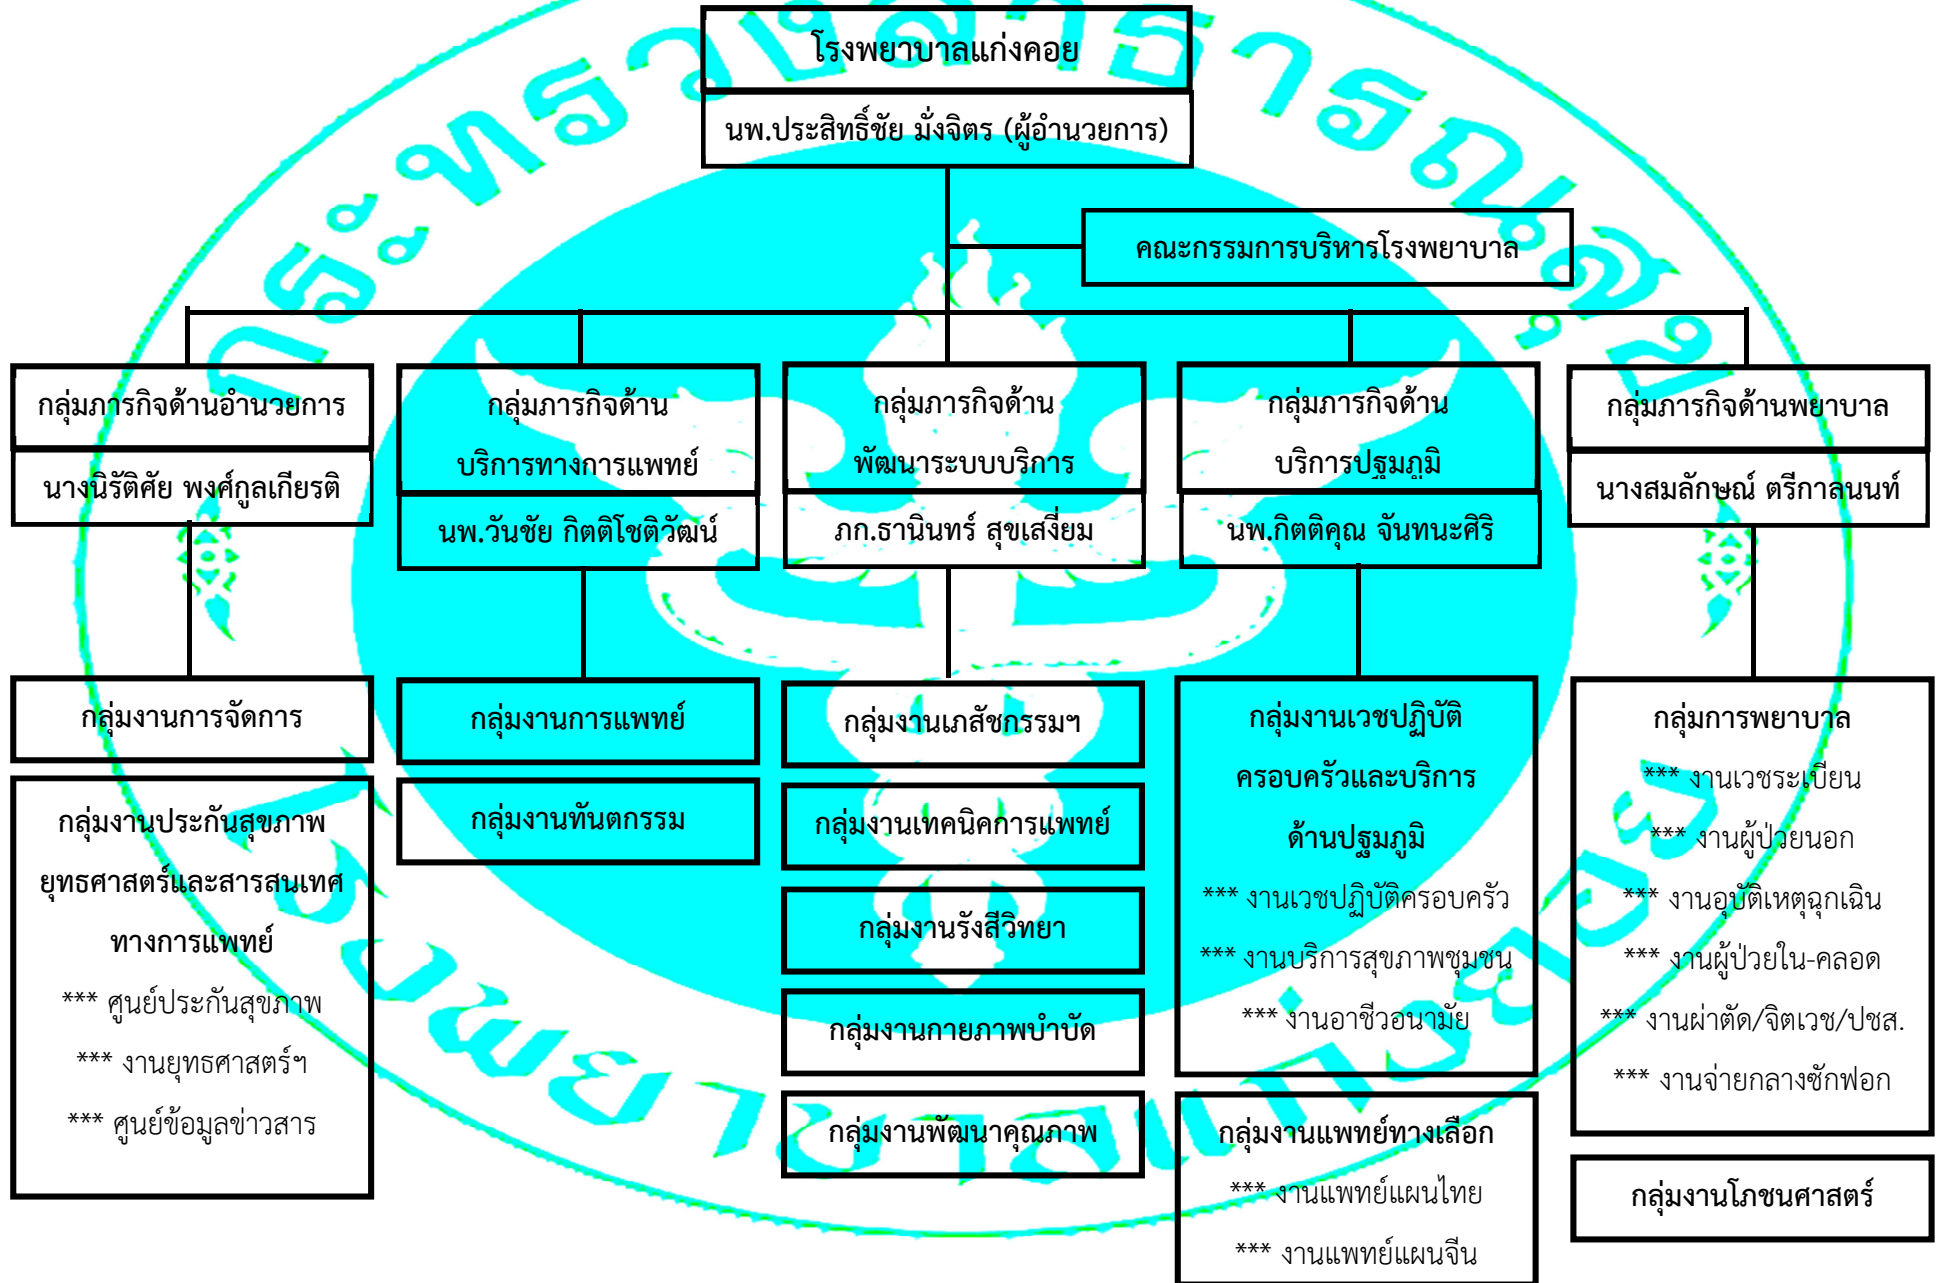 โรงพยาบาลแก่งคอย
นพ.ประสิทธิ์ชัย มั่งจิตร (ผู้อำนวยการ)
คณะกรรมการบริหารโรงพยาบาล
กลุ่มภารกิจด้านอำนวยการ
นางนิรัติศัย พงศ์กูลเกียรติ
กลุ่มภารกิจด้าน
บริการทางการแพทย์
นพ.วันชัย กิตติโชติวัฒน์
กลุ่มภารกิจด้าน
พัฒนาระบบบริการ
ภก.ธานินทร์ สุขเสงี่ยม
กลุ่มภารกิจด้าน
บริการปฐมภูมิ
นพ.กิตติคุณ จันทนะศิริ
กลุ่มภารกิจด้านพยาบาล
นางสมลักษณ์ ตรีกาลนนท์
กลุ่มงานการจัดการ
กลุ่มงานประกันสุขภาพ
ยุทธศาสตร์และสารสนเทศ
ทางการแพทย์
*** ศูนย์ประกันสุขภาพ
*** งานยุทธศาสตร์ฯ
*** ศูนย์ข้อมูลข่าวสาร
กลุ่มงานการแพทย์
กลุ่มงานทันตกรรม
กลุ่มงานเภสัชกรรมฯ
กลุ่มงานเทคนิคการแพทย์
กลุ่มงานรังสีวิทยา
กลุ่มงานกายภาพบำบัด
กลุ่มงานพัฒนาคุณภาพ
กลุ่มงานเวชปฏิบัติ
ครอบครัวและบริการ
ด้านปฐมภูมิ
*** งานเวชปฏิบัติครอบครัว
*** งานบริการสุขภาพชุมชน
*** งานอาชีวอนามัย
กลุ่มงานแพทย์ทางเลือก
*** งานแพทย์แผนไทย
*** งานแพทย์แผนจีน
กลุ่มการพยาบาล
*** งานเวชระเบียน
*** งานผู้ป่วยนอก
*** งานอุบัติเหตุฉุกเฉิน
*** งานผู้ป่วยใน-คลอด
*** งานผ่าตัด/จิตเวช/ปชส.
*** งานจ่ายกลางซักฟอก
กลุ่มงานโภชนศาสตร์
กระทรวงสาธารณสุข
โรงพยาบาลแก่งคอย